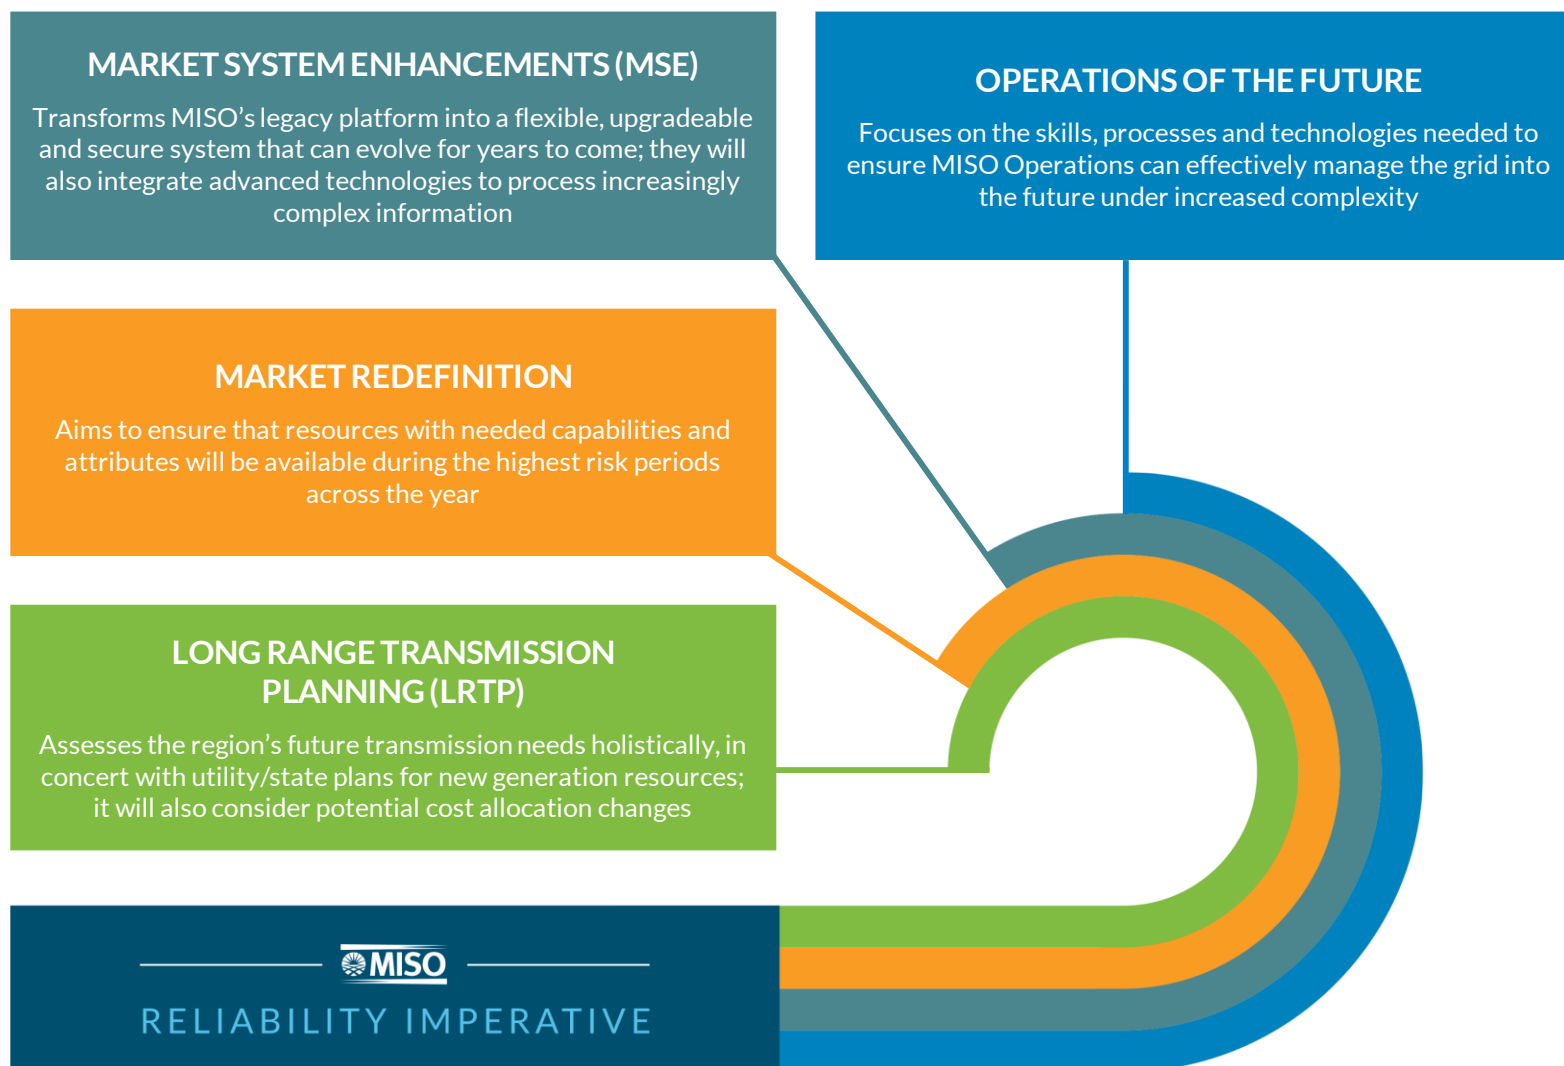 MARKET SYSTEM ENHANCEMENTS (MSE)
Transforms MISO’s legacy platform into a flexible, upgradeable
and secure system that can evolve for years to come; they will
also integrate advanced technologies to process increasingly
complex information
OPERATIONS OF THE FUTURE
Focuses on the skills, processes and technologies needed to
ensure MISO Operations can effectively manage the grid into
the future under increased complexity
MARKET REDEFINITION
Aims to ensure that resources with needed capabilities and
attributes will be available during the highest risk periods
across the year
LONG RANGE TRANSMISSION
PLANNING (LRTP)
Assesses the region’s future transmission needs holistically, in
concert with utility/state plans for new generation resources;
it will also consider potential cost allocation changes
MISO
RELIABILITY IMPERATIVE